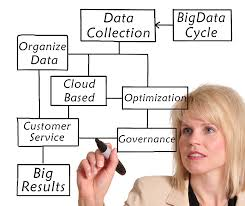 Data
Collection
BigData
Cycle
Organize
Data
Cloud
Based
Optimization
Customer
Service
Governance
Big
Results